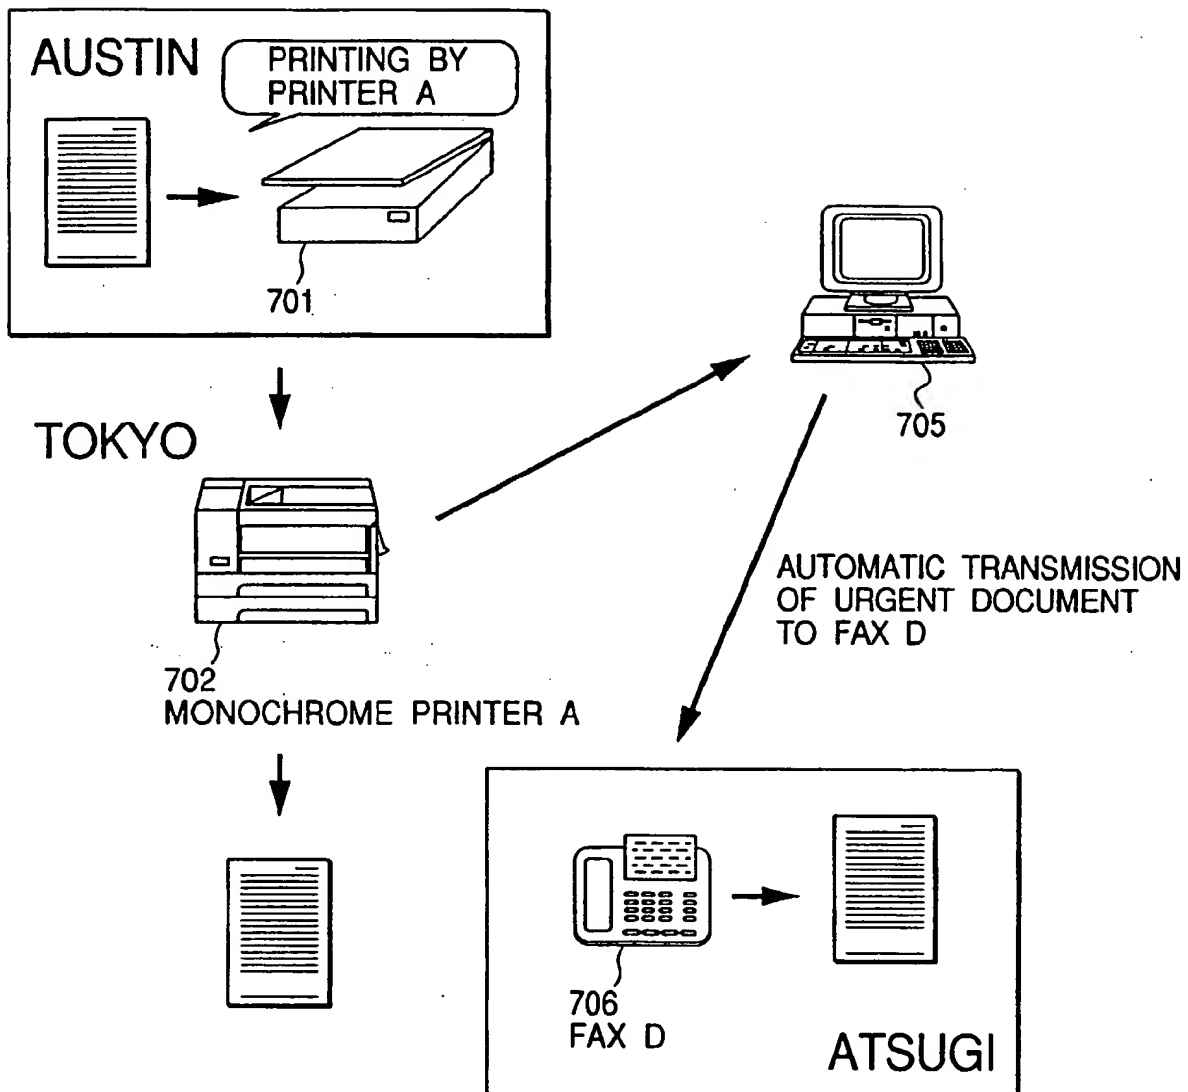 AUSTIN
PRINTING BY
PRINTER A
701
TOKYO
705
702
MONOCHROME PRINTER A
AUTOMATIC TRANSMISSION
OF URGENT DOCUMENT
TO FAX D
706
FAX D
ATSUGI